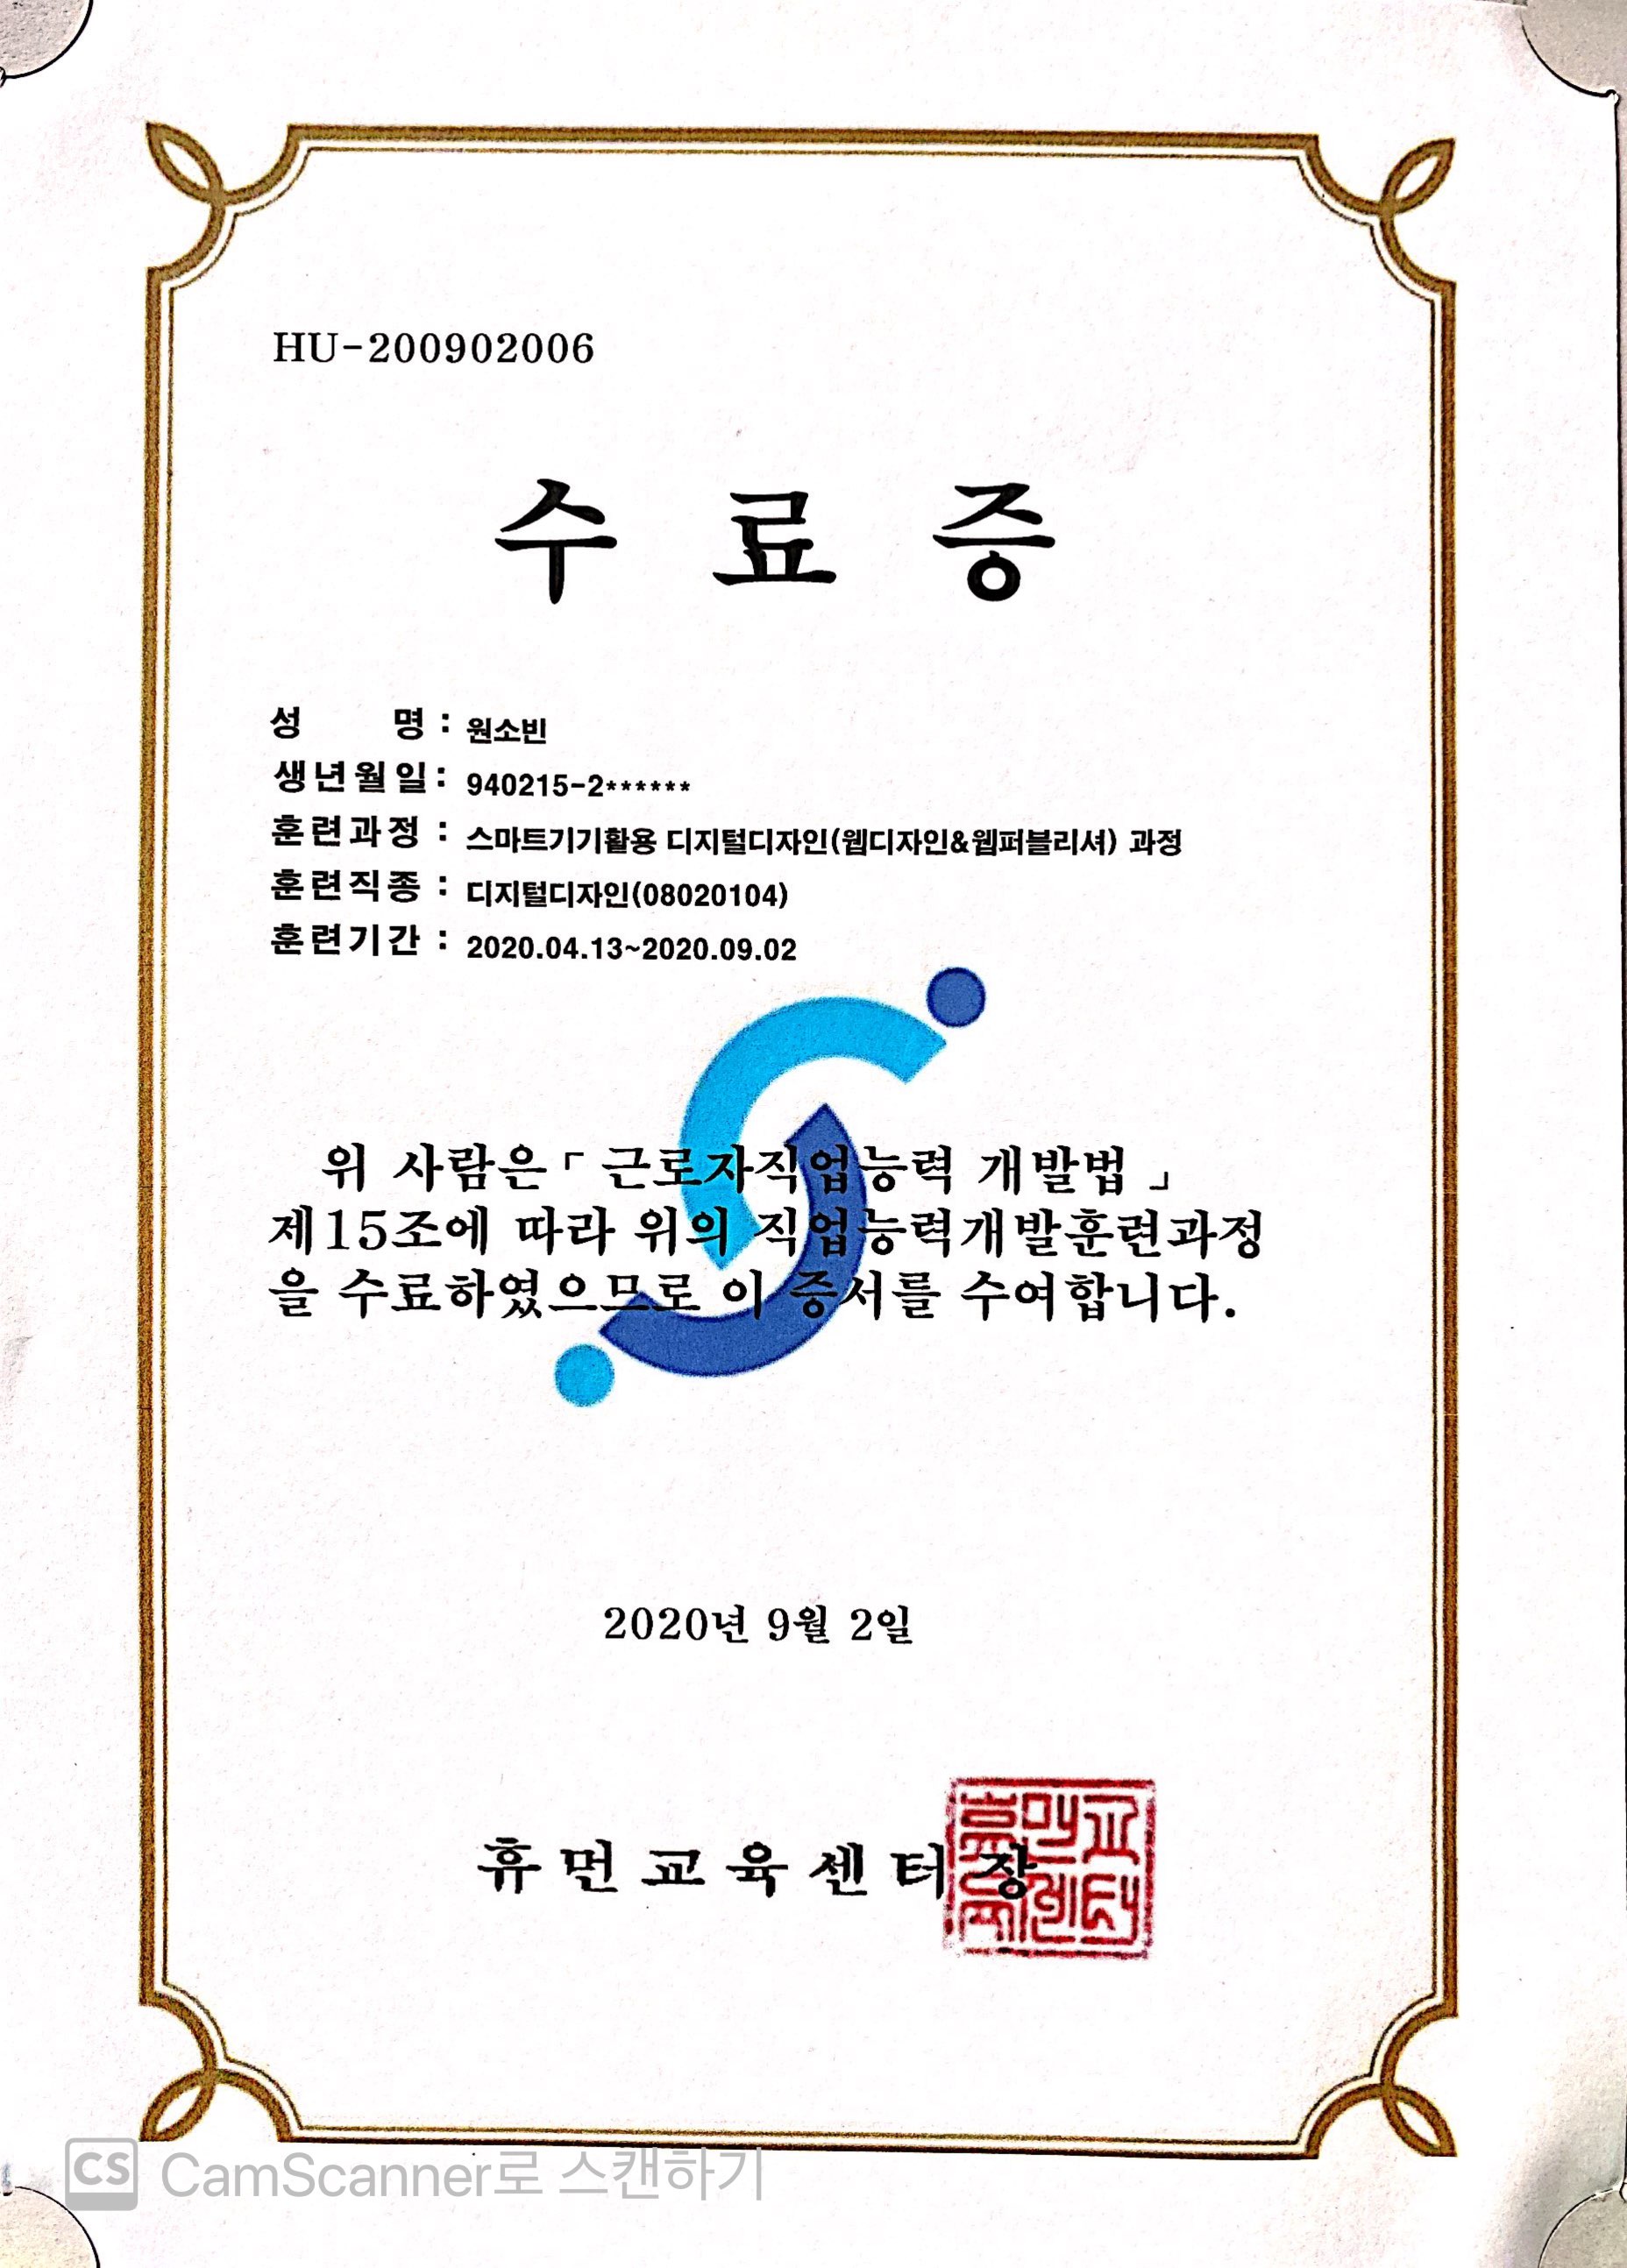 HU-200902006
수 료 증
성 명 : 원소빈
생년월일 : 940215-2******
훈련과정 : 스마트기기활용 디지털디자인(웹디자인&웹퍼블리셔) 과정
훈련직종 : 디지털디자인(08020104)
훈련기간 : 2020.04.13~2020.09.02
위 사람은「 근로자직업능력 개발법 」
제15조에 따라 위의 직업능력개발훈련과정
을 수료하였으므로 이 증서를 수여합니다.
2020년 9월 2일
휴먼교육센터장
휴먼교
육센터
CS CamScanner로 스캔하기